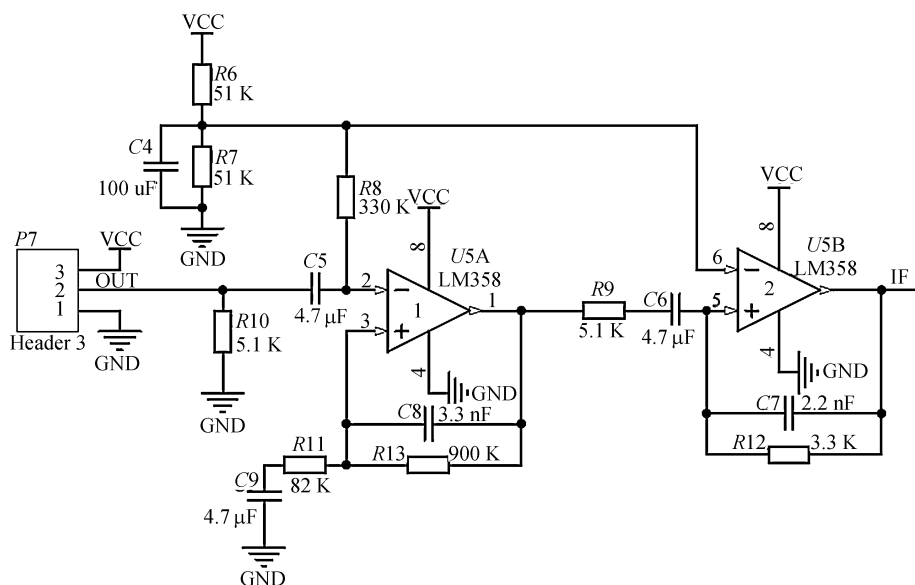 VCC
R6
51 K
C4
100 uF
R7
51 K
GND
R8
330 K
VCC
8
U5A
LM358
P7
VCC
3
OUT
2
1
Header 3
GND
R10
5.1 K
GND
C5
4.7 μF
2
3
1
1
4
GND
C8
3.3 nF
R11
82 K
R13
900 K
C9
4.7 μF
GND
R9
5.1 K
C6
4.7 μF
VCC
8
U5B
LM358
6
5
2
IF
4
GND
C7
2.2 nF
R12
3.3 K